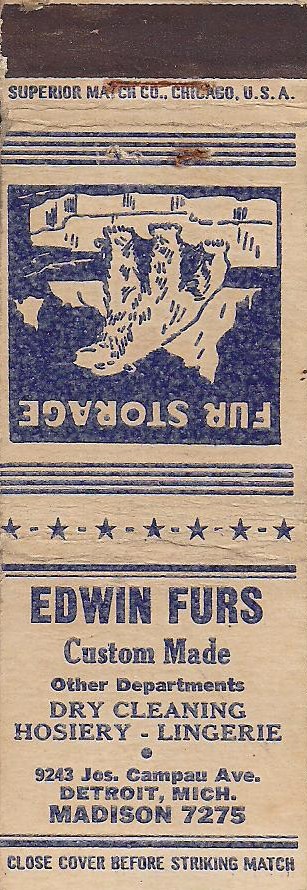 SUPERIOR MATCH CO., CHICAGO, U.S.A.
FUR STORAGE
EDWIN FURS
Custom Made
Other Departments
DRY CLEANING
HOSIERY - LINGERIE
9243 Jos. Campau Ave.
DETROIT, MICH.
MADISON 7275
CLOSE COVER BEFORE STRIKING MATCH